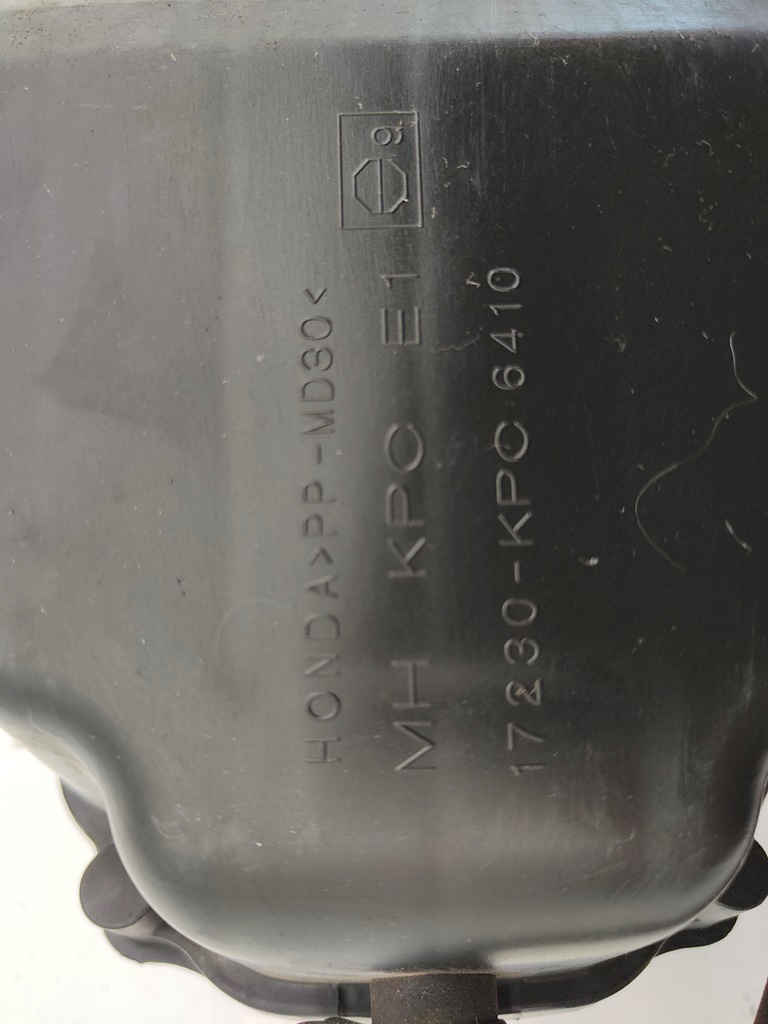 HONDA>PP-MD30<
MH KPC E1
17230-KPC 6410